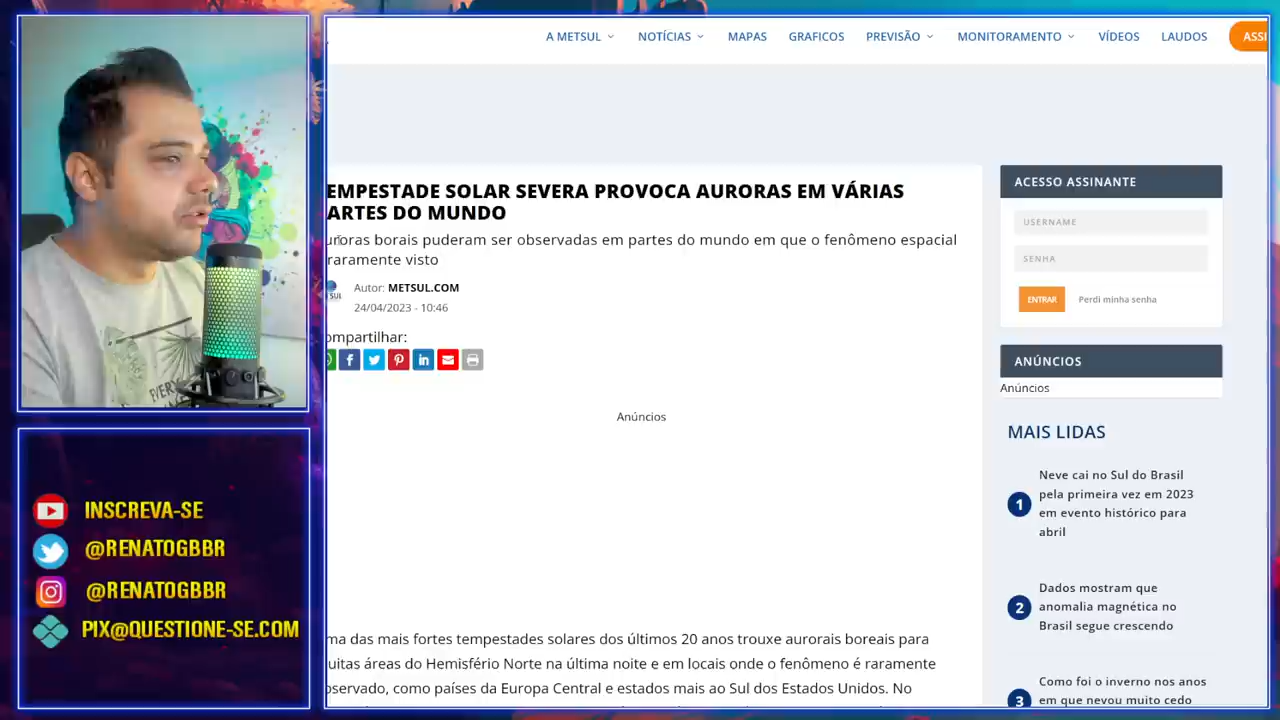 A METSUL
NOTÍCIAS
MAPAS
GRAFICOS
PREVISÃO
MONITORAMENTO
VÍDEOS
LAUDOS
ASSI
EMPESTADE SOLAR SEVERA PROVOCA AURORAS EM VÁRIAS
ARTES DO MUNDO
uroras borais puderam ser observadas em partes do mundo em que o fenômeno espacial
raramente visto
Autor: METSUL.COM
24/04/2023 - 10:46
ompartilhar:
Anúncios
ma das mais fortes tempestades solares dos últimos 20 anos trouxe aurorais boreais para
uitas áreas do Hemisfério Norte na última noite e em locais onde o fenômeno é raramente
oservado, como países da Europa Central e estados mais ao Sul dos Estados Unidos. No
ACESSO ASSINANTE
USERNAME
SENHA
ENTRAR
Perdi minha senha
ANÚNCIOS
Anúncios
MAIS LIDAS
1
Neve cai no Sul do Brasil
pela primeira vez em 2023
em evento histórico para
abril
2
Dados mostram que
anomalia magnética no
Brasil segue crescendo
3
Como foi o inverno nos anos
em que nevou muito cedo
INSCREVA-SE
@RENATOGBBR
@RENATOGBBR
PIX@QUESTIONE-SE.COM